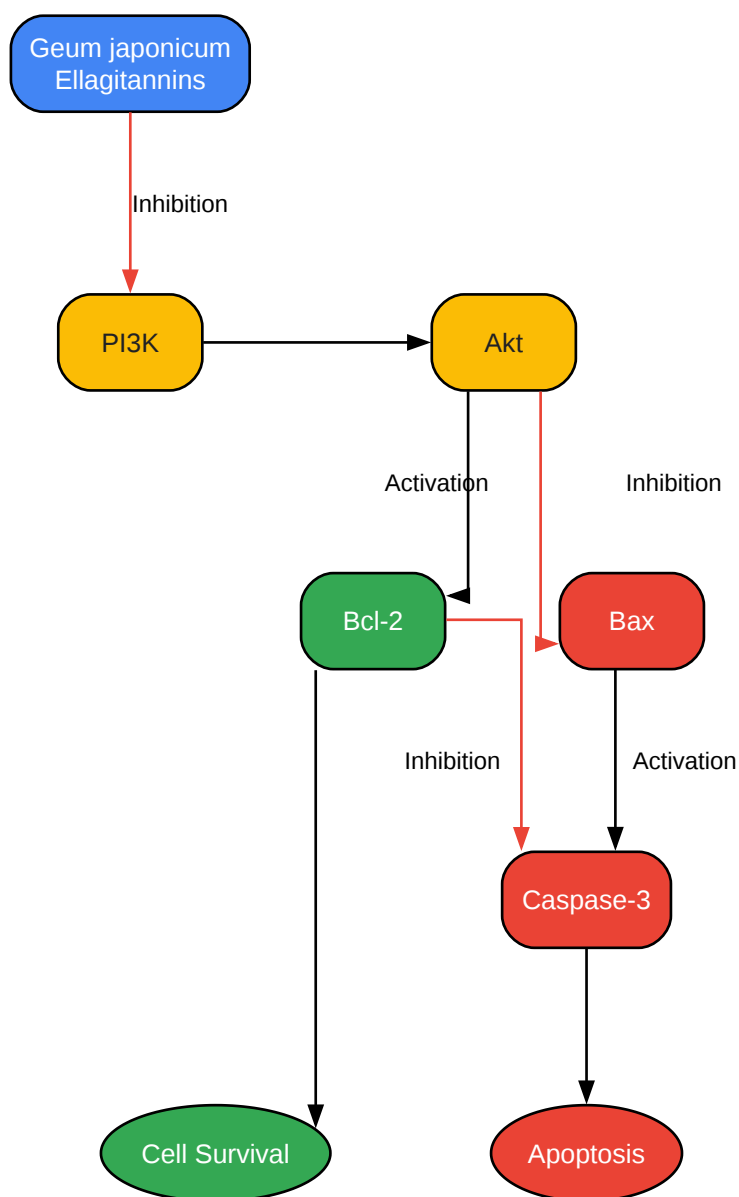 Geum japonicum
Ellagitannins
Inhibition
PI3K
Akt
Activation
Inhibition
Bcl-2
Bax
Inhibition
Activation
Caspase-3
Cell Survival
Apoptosis